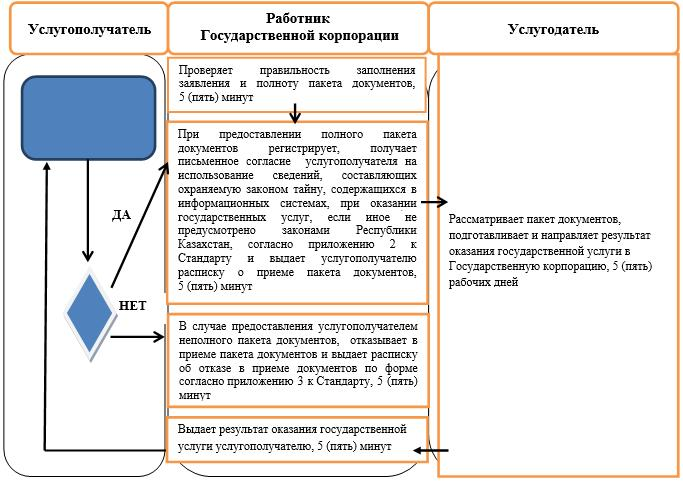 Услугополучатель
Работник
Государственной корпорации
Услугодатель
Проверяет правильность заполнения
заявления и полноту пакета документов,
5 (пять) минут
При предоставлении полного пакета
документов регистрирует, получает
письменное согласие услугополучателя на
использование сведений, составляющих
охраняемую законом тайну, содержащихся в
информационных системах, при оказании
государственных услуг, если иное не
предусмотрено законами Республики
Казахстан, согласно приложению 2 к
Стандарту и выдает услугополучателю
расписку о приеме пакета документов,
5 (пять) минут
ДА
НЕТ
Рассматривает пакет документов,
подготавливает и направляет результат
оказания государственной услуги в
Государственную корпорацию, 5 (пять)
рабочих дней
В случае предоставления услугополучателем
неполного пакета документов, отказывает в
приеме пакета документов и выдает расписку
об отказе в приеме документов по форме
согласно приложению 3 к Стандарту, 5 (пять)
минут
Выдает результат оказания государственной
услуги услугополучателю, 5 (пять) минут